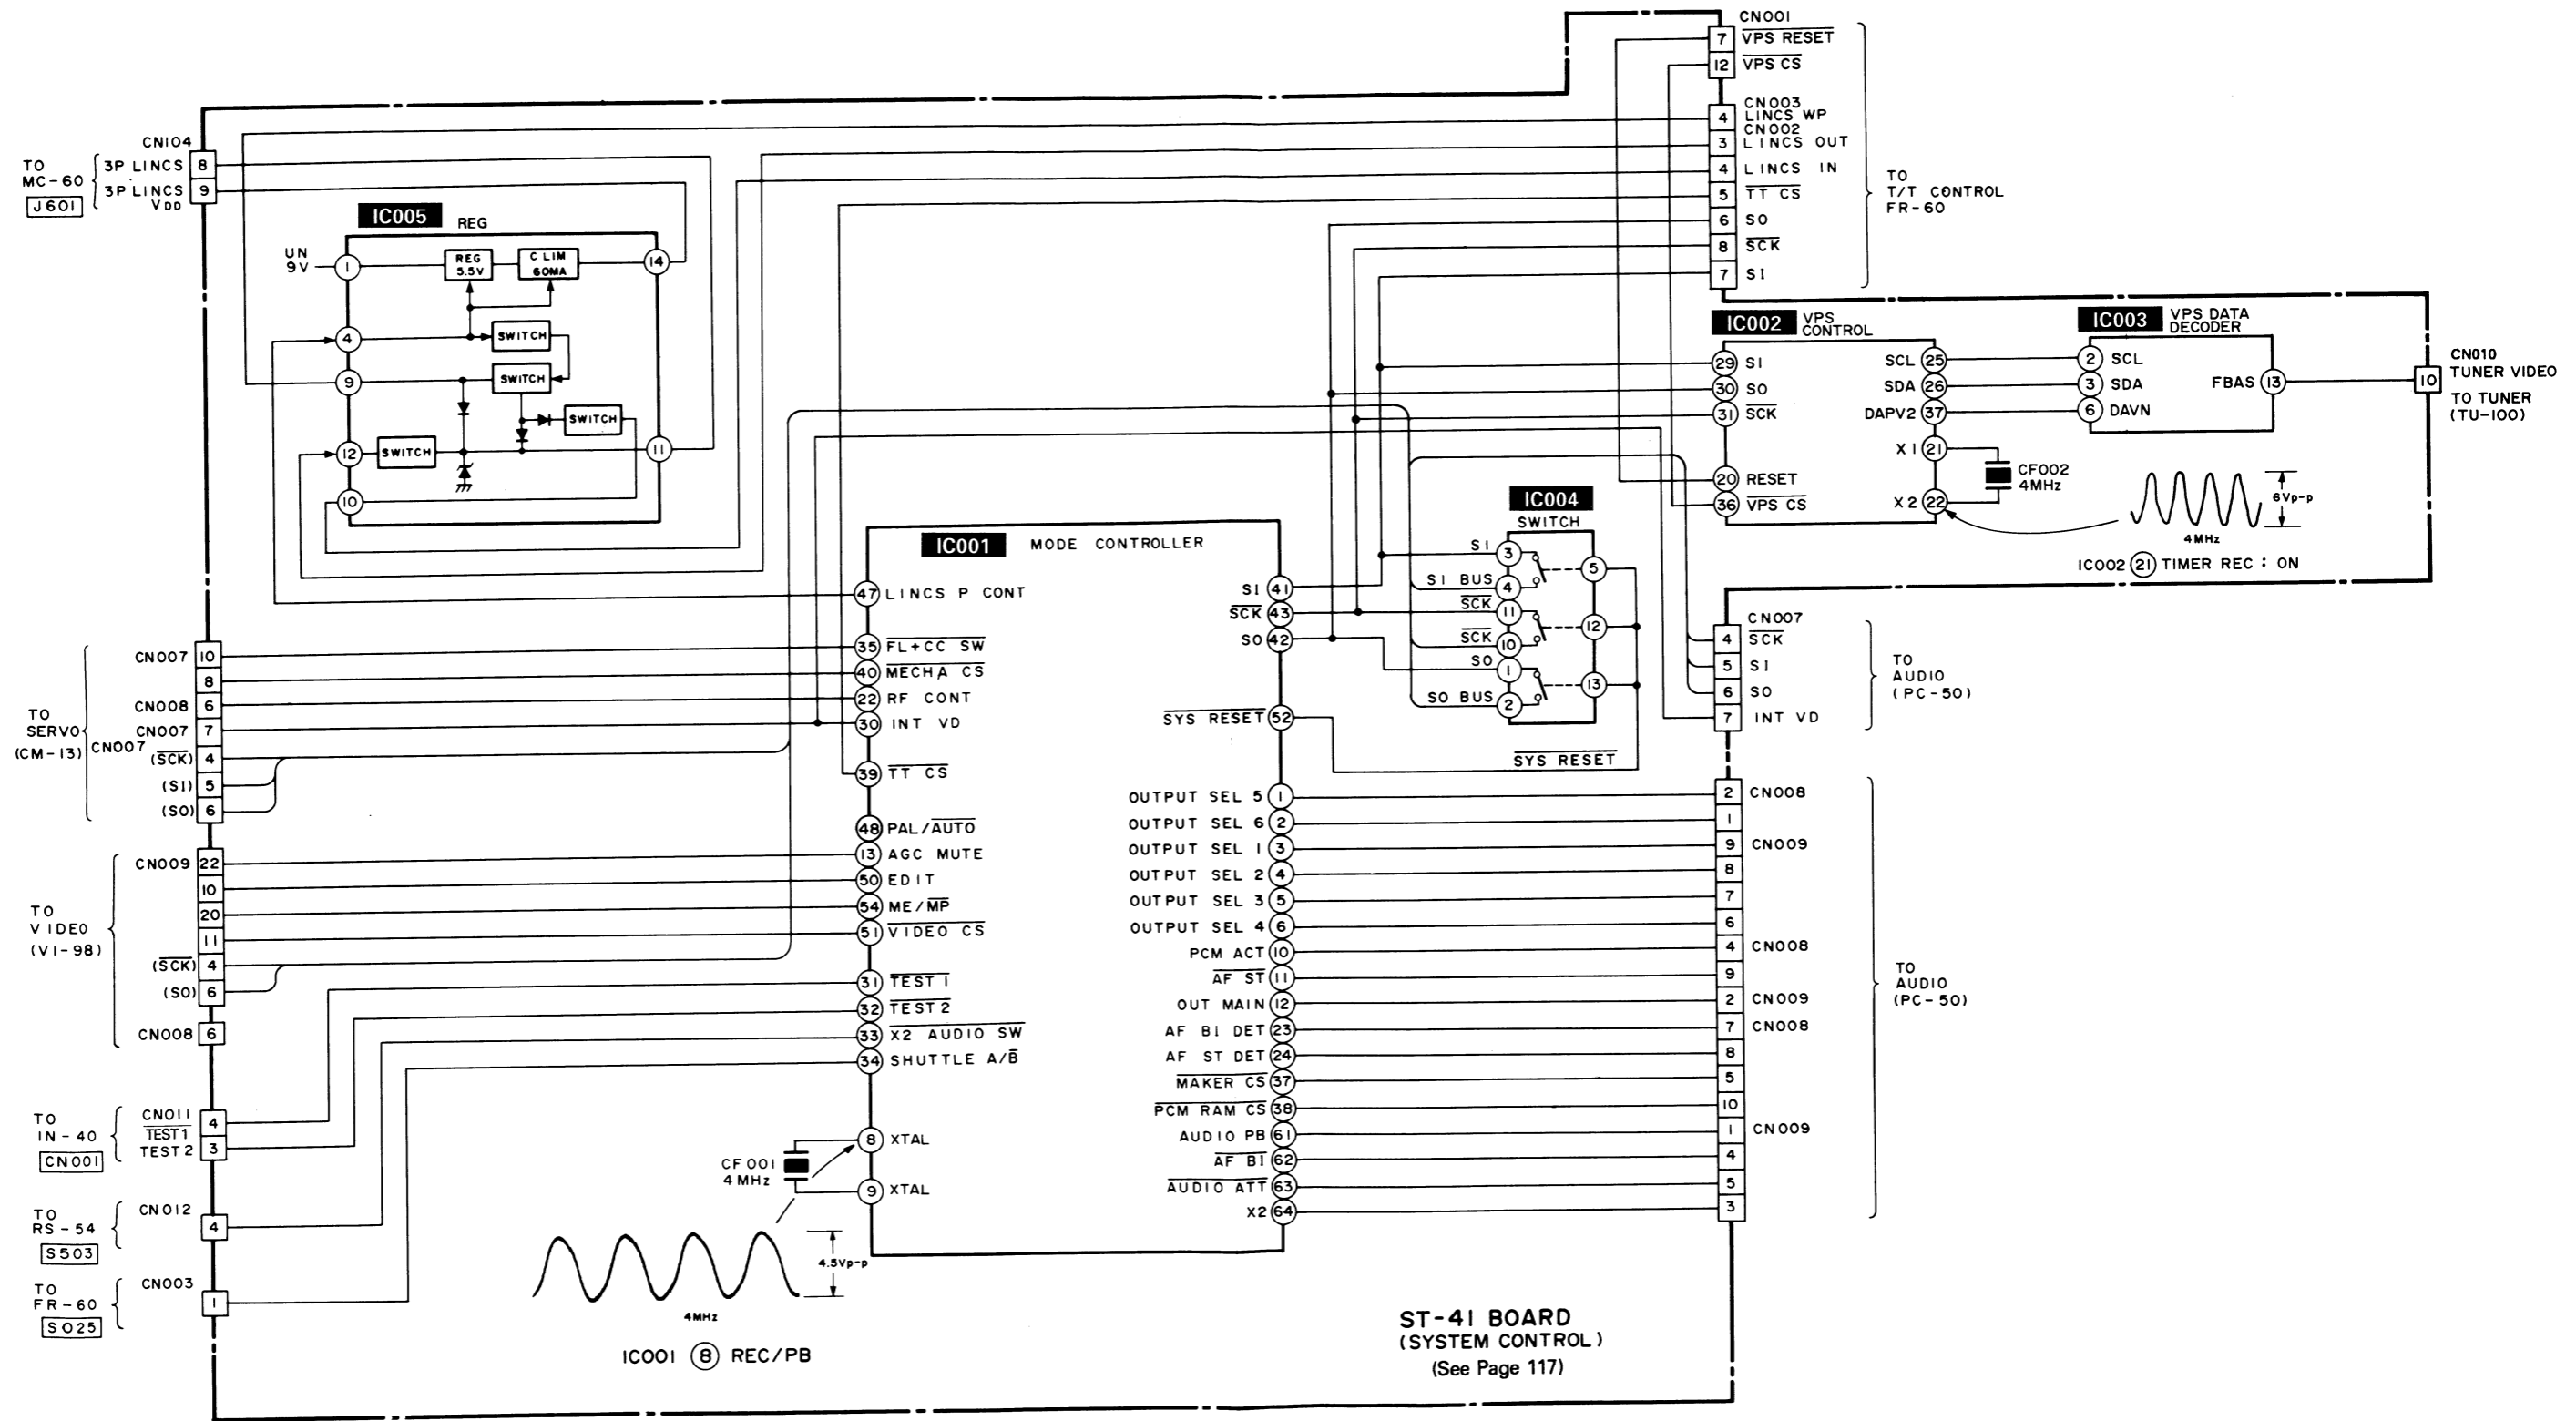 CN001
7 VPS RESET
12 VPS CS
CN003
4 LINCS WP
CN002
3 LINCS OUT
4 LINCS IN
5 TT CS
6 SO
8 SCK
7 SI
TO
T/T CONTROL
FR-60
CN104
TO
MC-60
J601
3P LINCS 8
3P LINCS 9
VDD
IC005 REG
UN
9V
1
REG
5.5V
C LIM
60MA
14
4
SWITCH
9
SWITCH
SWITCH
12
SWITCH
11
10
IC002 VPS
CONTROL
29 SI
30 SO
31 SCK
20 RESET
36 VPS CS
SCL 25
SDA 26
DAPV2 37
X1 21
X2 22
IC003 VPS DATA
DECODER
2 SCL
3 SDA
6 DAVN
FBAS 13
10
CN010
TUNER VIDEO
TO TUNER
(TU-100)
CF002
4MHz
6Vp-p
4MHz
IC002 21 TIMER REC : ON
IC004
SWITCH
SI 3
SI BUS 4
SCK 11
SCK 10
SO 1
SO BUS 2
5
12
13
SYS RESET
CN007
4 SCK
5 SI
6 SO
7 INT VD
TO
AUDIO
(PC-50)
IC001 MODE CONTROLLER
47 LINCS P CONT
35 FL+CC SW
40 MECHA CS
22 RF CONT
30 INT VD
39 TT CS
48 PAL/AUTO
13 AGC MUTE
50 EDIT
54 ME/MP
51 VIDEO CS
31 TEST 1
32 TEST 2
33 X2 AUDIO SW
34 SHUTTLE A/B
8 XTAL
9 XTAL
SI 41
SCK 43
SO 42
SYS RESET 52
OUTPUT SEL 5 1
OUTPUT SEL 6 2
OUTPUT SEL 1 3
OUTPUT SEL 2 4
OUTPUT SEL 3 5
OUTPUT SEL 4 6
PCM ACT 10
AF ST 11
OUT MAIN 12
AF BI DET 23
AF ST DET 24
MAKER CS 37
PCM RAM CS 38
AUDIO PB 61
AF BI 62
AUDIO ATT 63
X2 64
2 CN008
1
9 CN009
8
7
6
4 CN008
9
2 CN009
7 CN008
8
5
10
1 CN009
4
5
3
TO
AUDIO
(PC-50)
TO
SERVO
(CM-13)
CN007 10
8
CN008 6
CN007 7
CN007
(SCK) 4
(SI) 5
(SO) 6
TO
VIDEO
(VI-98)
CN009 22
10
20
11
(SCK) 4
(SO) 6
CN008 6
TO
IN-40
CN001
CN011 4
TEST 1
TEST 2 3
TO
RS-54
S503
CN012
4
TO
FR-60
S025
CN003
1
CF001
4MHz
4.5Vp-p
4MHz
IC001 8 REC/PB
ST-41 BOARD
(SYSTEM CONTROL)
(See Page 117)